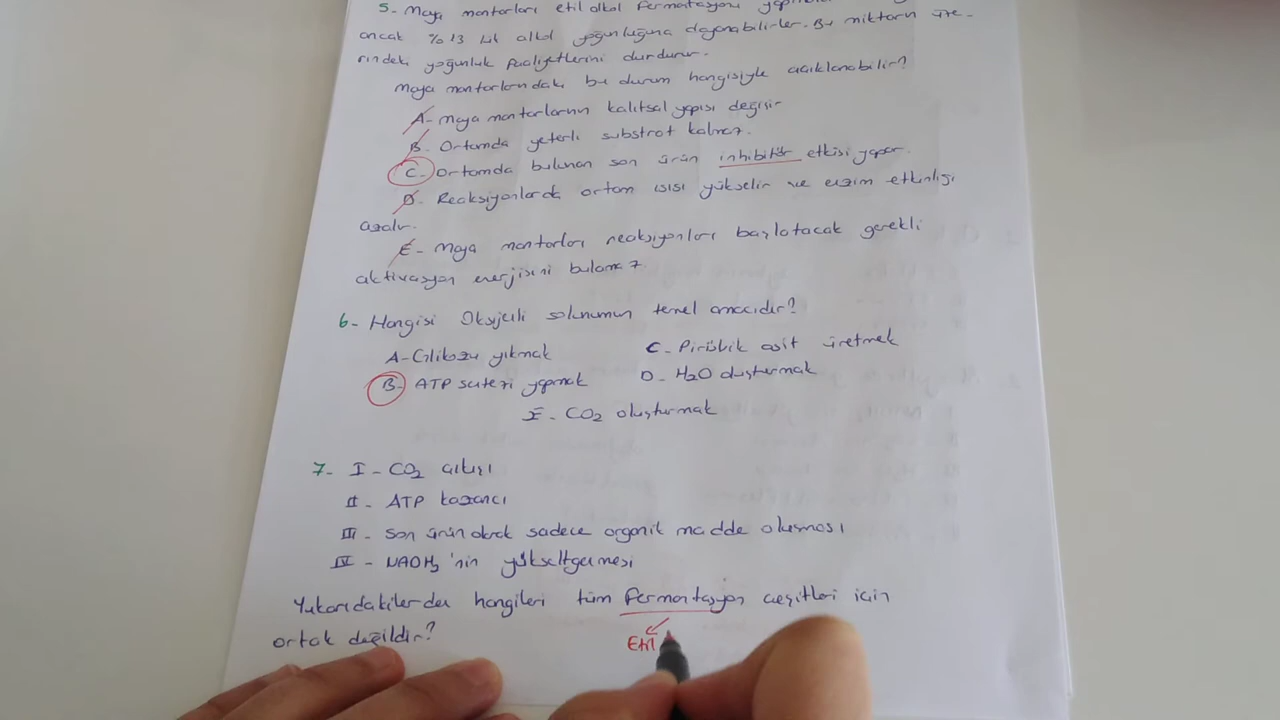 5- Maya mantarları etil alkol fermantasyonu
ancak %13 lük alkol yoğunluğuna dayanabilirler. Bu miktarın üze-
rindeki yoğunluk faaliyetlerini durdurur.
Maya mantarlarındaki bu durum hangisiyle açıklanabilir?
A- Maya mantarlarının kalıtsal yapısı değişir
B- Ortamda yeterli substrat kalmaz.
C- Ortamda bulunan son ürün inhibitör etkisi yapar.
D- Reaksiyonlarda ortam ısısı yükselir ve enzim etkinliği
azalır.
E- Maya mantarları reaksiyonları başlatacak gerekli
aktivasyon enerjisini bulamaz
6- Hangisi Oksijenli solunumun temel amacıdır?
A- Glikozu yıkmak C- Pirüvik asit üretmek
B- ATP sentezi yapmak D- H2O oluşturmak
E- CO2 oluşturmak
7- I- CO2 çıkışı
II- ATP kazancı
III- Son ürün olarak sadece organik madde oluşması
IV- NADH2'nin yükseltgenmesi
Yukarıdakilerden hangileri tüm fermantasyon çeşitleri için
ortak değildir?
Etil